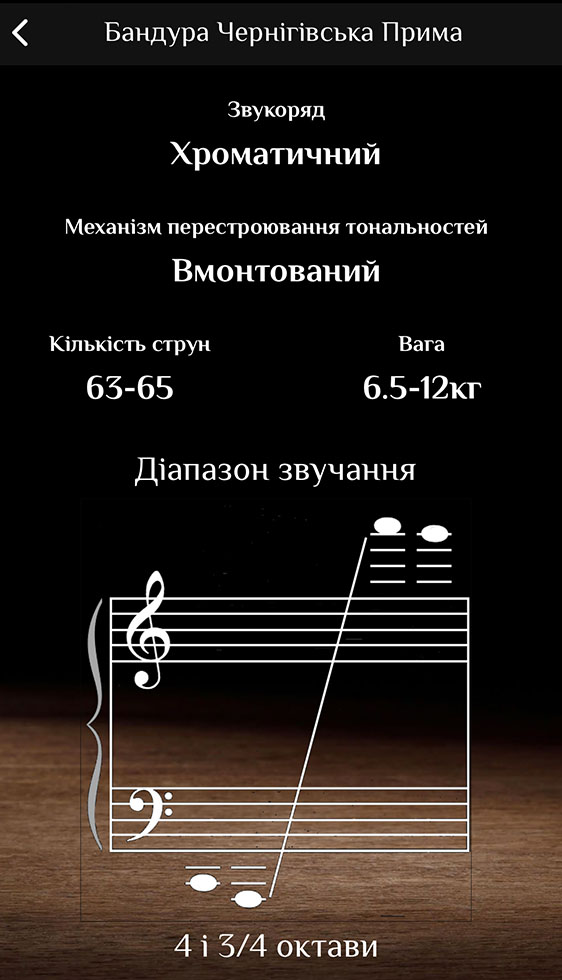 Бандура Чернігівська Прима
Звукоряд
Хроматичний
Механізм перестроювання тональностей
Вмонтований
Кількість струн
63-65
Вага
6.5-12кг
Діапазон звучання
4 і 3/4 октави